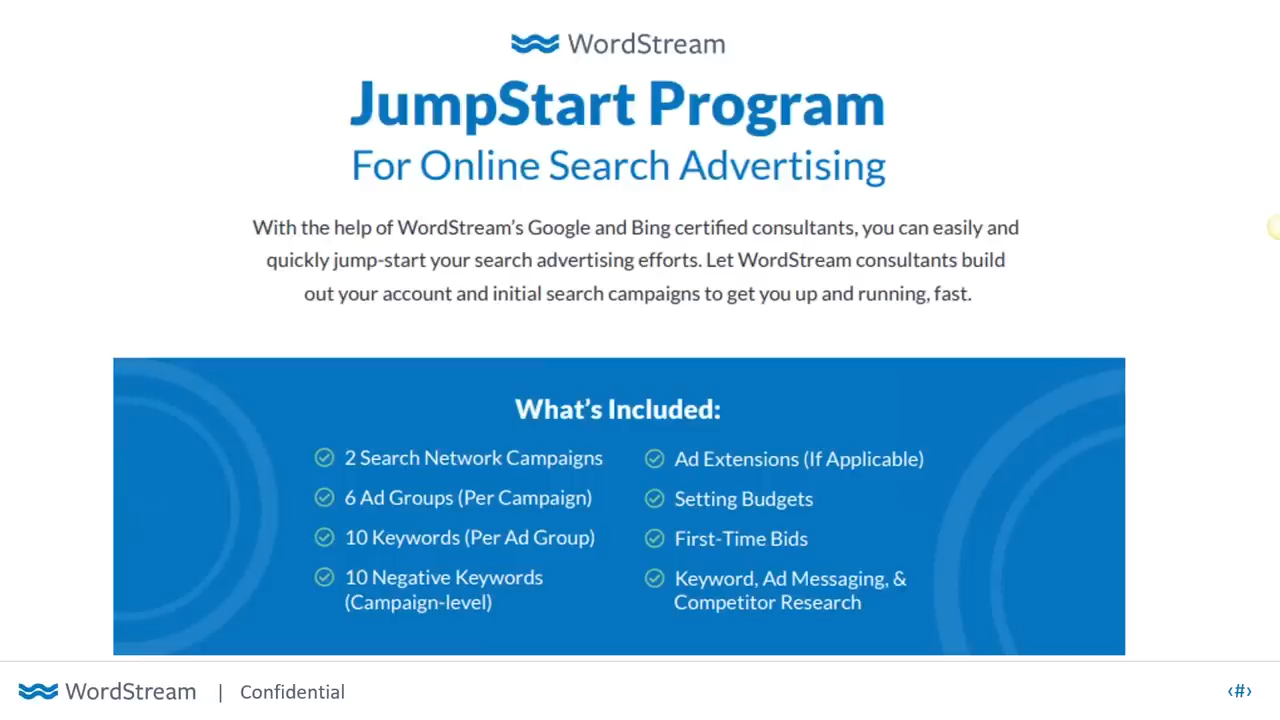 WordStream
JumpStart Program
For Online Search Advertising
With the help of WordStream's Google and Bing certified consultants, you can easily and
quickly jump-start your search advertising efforts. Let WordStream consultants build
out your account and initial search campaigns to get you up and running, fast.
What's Included:
2 Search Network Campaigns
6 Ad Groups (Per Campaign)
10 Keywords (Per Ad Group)
10 Negative Keywords
(Campaign-level)
Ad Extensions (If Applicable)
Setting Budgets
First-Time Bids
Keyword, Ad Messaging, &
Competitor Research
WordStream | Confidential
‹#›